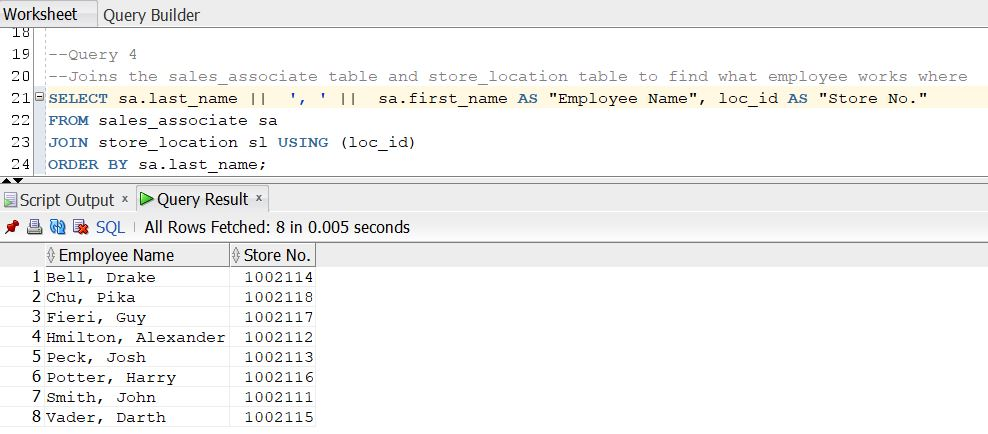 Worksheet Query Builder
18
19 --Query 4
20 --Joins the sales_associate table and store_location table to find what employee works where
21 SELECT sa.last_name || ', ' || sa.first_name AS "Employee Name", loc_id AS "Store No."
22 FROM sales_associate sa
23 JOIN store_location sl USING (loc_id)
24 ORDER BY sa.last_name;
Script Output x Query Result x
SQL All Rows Fetched: 8 in 0.005 seconds
Employee Name Store No.
1 Bell, Drake 1002114
2 Chu, Pika 1002118
3 Fieri, Guy 1002117
4 Hmilton, Alexander 1002112
5 Peck, Josh 1002113
6 Potter, Harry 1002116
7 Smith, John 1002111
8 Vader, Darth 1002115